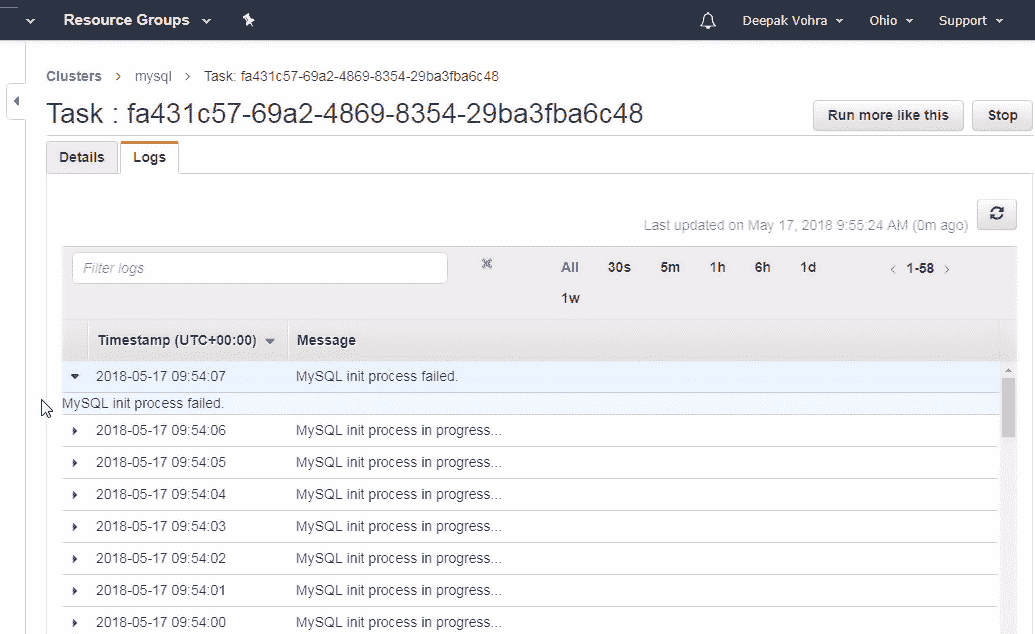 Resource Groups Deepak Vohra Ohio Support
Clusters > mysql > Task: fa431c57-69a2-4869-8354-29ba3fba6c48
Task : fa431c57-69a2-4869-8354-29ba3fba6c48 Run more like this Stop
Details Logs
Last updated on May 17, 2018 9:55:24 AM (0m ago)
Filter logs All 30s 5m 1h 6h 1d < 1-58 >
1w
Timestamp (UTC+00:00) Message
2018-05-17 09:54:07 MySQL init process failed.
MySQL init process failed.
2018-05-17 09:54:06 MySQL init process in progress...
2018-05-17 09:54:05 MySQL init process in progress...
2018-05-17 09:54:04 MySQL init process in progress...
2018-05-17 09:54:03 MySQL init process in progress...
2018-05-17 09:54:02 MySQL init process in progress...
2018-05-17 09:54:01 MySQL init process in progress...
2018-05-17 09:54:00 MySQL init process in progress...